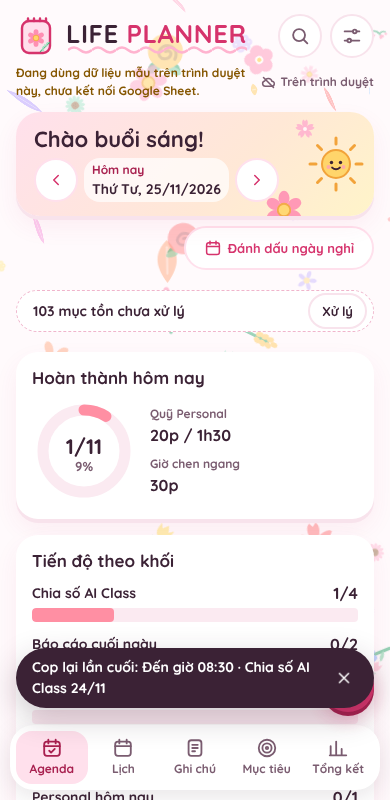 LIFE PLANNER
Đang dùng dữ liệu mẫu trên trình duyệt
này, chưa kết nối Google Sheet.
Trên trình duyệt
Chào buổi sáng!
Hôm nay
Thứ Tư, 25/11/2026
Đánh dấu ngày nghỉ
103 mục tồn chưa xử lý
Xử lý
Hoàn thành hôm nay
1/11
9%
Quỹ Personal
20p / 1h30
Giờ chen ngang
30p
Tiến độ theo khối
Chia số AI Class
1/4
Báo cáo cuối ngày
0/2
Cop lại lần cuối: Đến giờ 08:30 · Chia số AI
Class 24/11
Agenda
Lịch
Ghi chú
Mục tiêu
Tổng kết
Personal hôm nay
0/1